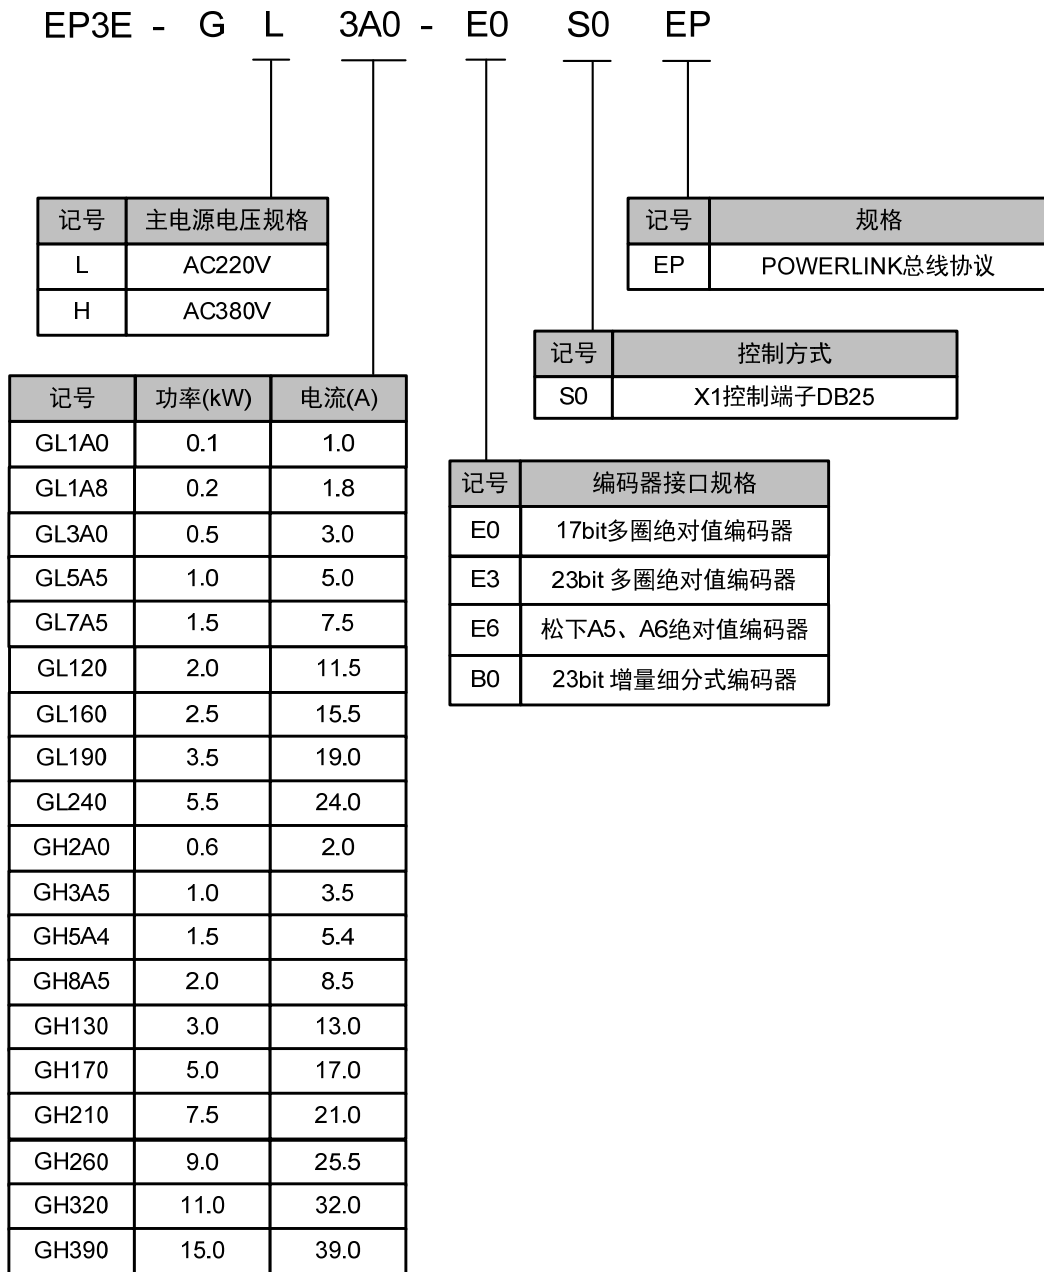 EP3E - G L 3A0 - E0 S0 EP
记号 主电源电压规格
L AC220V
H AC380V
记号 规格
EP POWERLINK总线协议
记号 控制方式
S0 X1控制端子DB25
记号 功率(kW) 电流(A)
GL1A0 0.1 1.0
GL1A8 0.2 1.8
GL3A0 0.5 3.0
GL5A5 1.0 5.0
GL7A5 1.5 7.5
GL120 2.0 11.5
GL160 2.5 15.5
GL190 3.5 19.0
GL240 5.5 24.0
GH2A0 0.6 2.0
GH3A5 1.0 3.5
GH5A4 1.5 5.4
GH8A5 2.0 8.5
GH130 3.0 13.0
GH170 5.0 17.0
GH210 7.5 21.0
GH260 9.0 25.5
GH320 11.0 32.0
GH390 15.0 39.0
记号 编码器接口规格
E0 17bit多圈绝对值编码器
E3 23bit 多圈绝对值编码器
E6 松下A5、A6绝对值编码器
B0 23bit 增量细分式编码器